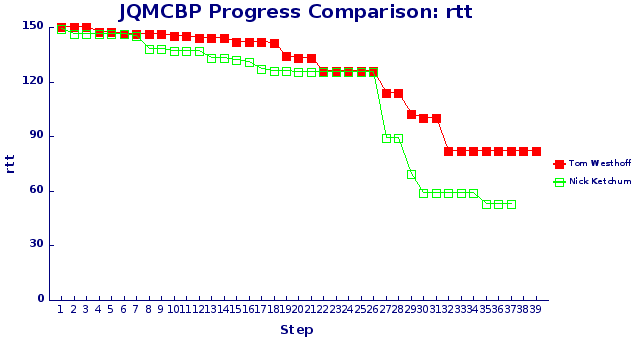 JQMCBP Progress Comparison: rtt
150
120
90
60
30
0
rtt
1 2 3 4 5 6 7 8 9 10 11 12 13 14 15 16 17 18 19 20 21 22 23 24 25 26 27 28 29 30 31 32 33 34 35 36 37 38 39
Step
Tom Westhoff
Nick Ketchum